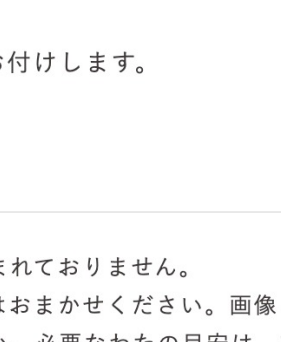 お付けします。
まれておりません。
はおまかせください。画像
い。必要なわたの目安は、